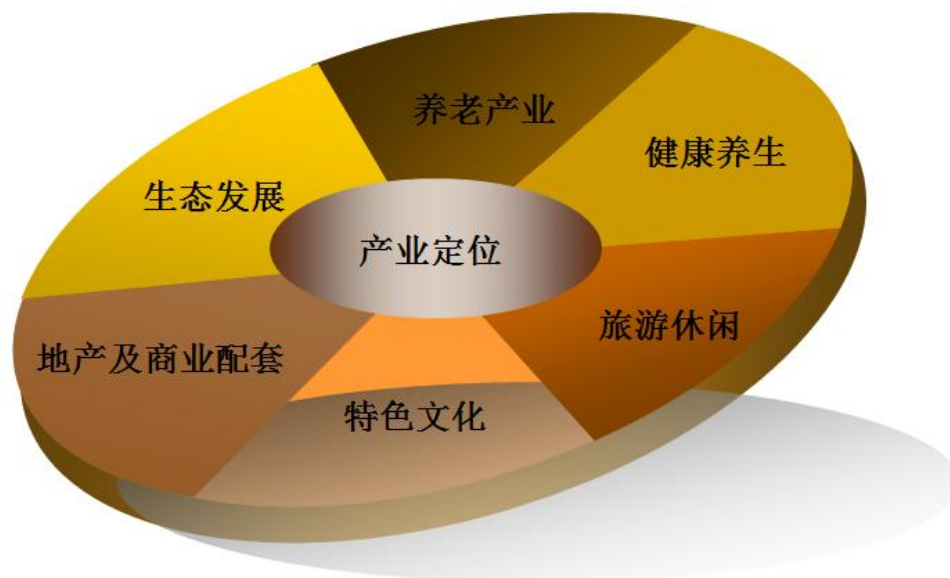 养老产业
健康养生
生态发展
产业定位
旅游休闲
地产及商业配套
特色文化